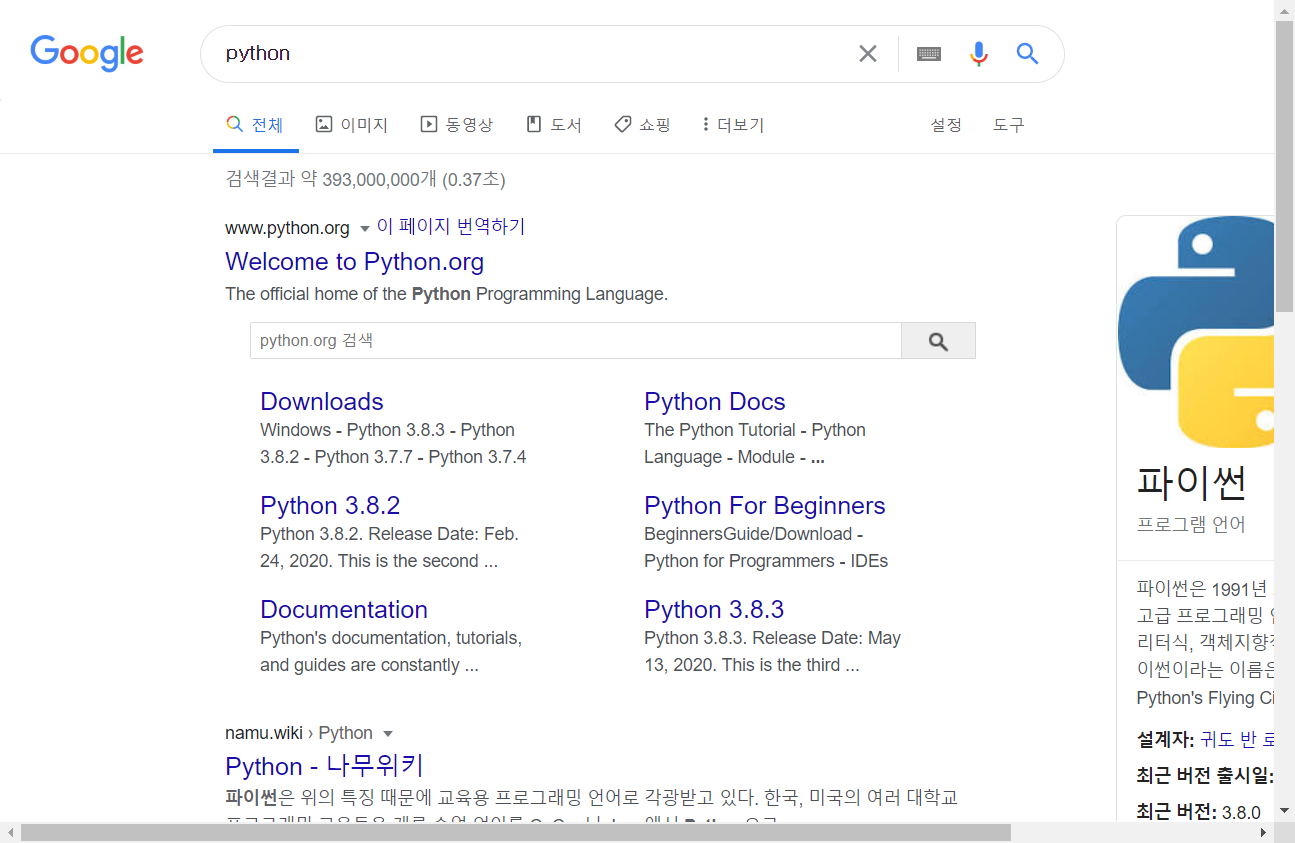 Google
python
전체
이미지
동영상
도서
쇼핑
더보기
설정
도구
검색결과 약 393,000,000개 (0.37초)
www.python.org 이 페이지 번역하기
Welcome to Python.org
The official home of the Python Programming Language.
python.org 검색
Downloads
Windows - Python 3.8.3 - Python
3.8.2 - Python 3.7.7 - Python 3.7.4
Python Docs
The Python Tutorial - Python
Language - Module - ...
Python 3.8.2
Python 3.8.2. Release Date: Feb.
24, 2020. This is the second ...
Python For Beginners
BeginnersGuide/Download -
Python for Programmers - IDEs
Documentation
Python's documentation, tutorials,
and guides are constantly ...
Python 3.8.3
Python 3.8.3. Release Date: May
13, 2020. This is the third ...
namu.wiki › Python
Python - 나무위키
파이썬은 위의 특징 때문에 교육용 프로그래밍 언어로 각광받고 있다. 한국, 미국의 여러 대학교
파이썬
프로그램 언어
파이썬은 1991년
고급 프로그래밍
리터식, 객체지향적
이썬이라는 이름은
Python's Flying Ci
설계자: 귀도 반 로
최근 버전 출시일:
최근 버전: 3.8.0